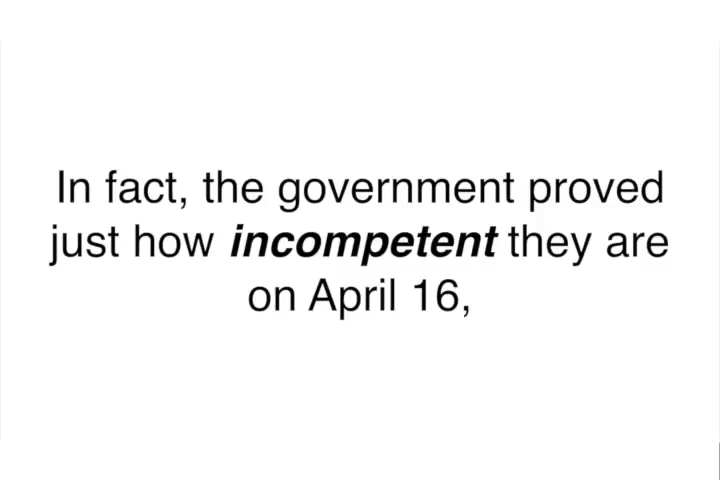 In fact, the government proved
just how incompetent they are
on April 16,